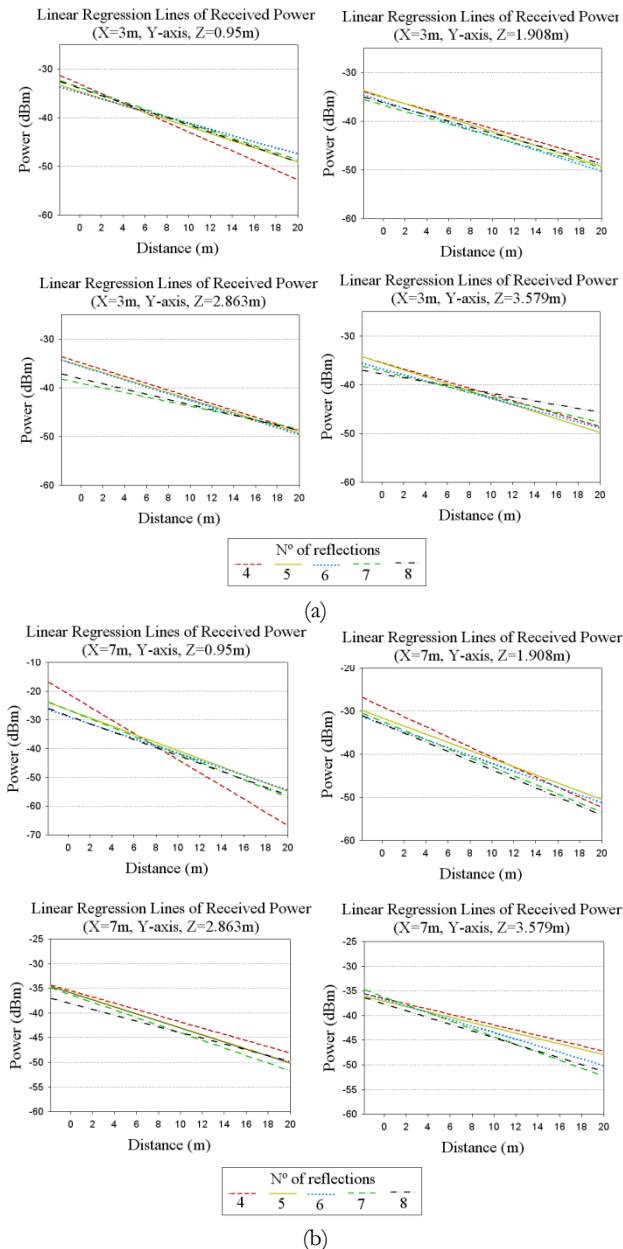 Linear Regression Lines of Received Power
(X=3m, Y-axis, Z=0.95m)
Power (dBm)
-30
-40
-50
-60
0 2 4 6 8 10 12 14 16 18 20
Distance (m)
Linear Regression Lines of Received Power
(X=3m, Y-axis, Z=1.908m)
Power (dBm)
-30
-40
-50
-60
0 2 4 6 8 10 12 14 16 18 20
Distance (m)
Linear Regression Lines of Received Power
(X=3m, Y-axis, Z=2.863m)
Power (dBm)
-30
-40
-50
-60
0 2 4 6 8 10 12 14 16 18 20
Distance (m)
Linear Regression Lines of Received Power
(X=3m, Y-axis, Z=3.579m)
Power (dBm)
-30
-40
-50
-60
0 2 4 6 8 10 12 14 16 18 20
Distance (m)
Nº of reflections
4 5 6 7 8
(a)
Linear Regression Lines of Received Power
(X=7m, Y-axis, Z=0.95m)
Power (dBm)
-10
-20
-30
-40
-50
-60
-70
0 2 4 6 8 10 12 14 16 18 20
Distance (m)
Linear Regression Lines of Received Power
(X=7m, Y-axis, Z=1.908m)
Power (dBm)
-20
-30
-40
-50
-60
0 2 4 6 8 10 12 14 16 18 20
Distance (m)
Linear Regression Lines of Received Power
(X=7m, Y-axis, Z=2.863m)
Power (dBm)
-25
-30
-35
-40
-45
-50
-55
-60
0 2 4 6 8 10 12 14 16 18 20
Distance (m)
Linear Regression Lines of Received Power
(X=7m, Y-axis, Z=3.579m)
Power (dBm)
-25
-30
-35
-40
-45
-50
-55
-60
0 2 4 6 8 10 12 14 16 18 20
Distance (m)
Nº of reflections
4 5 6 7 8
(b)